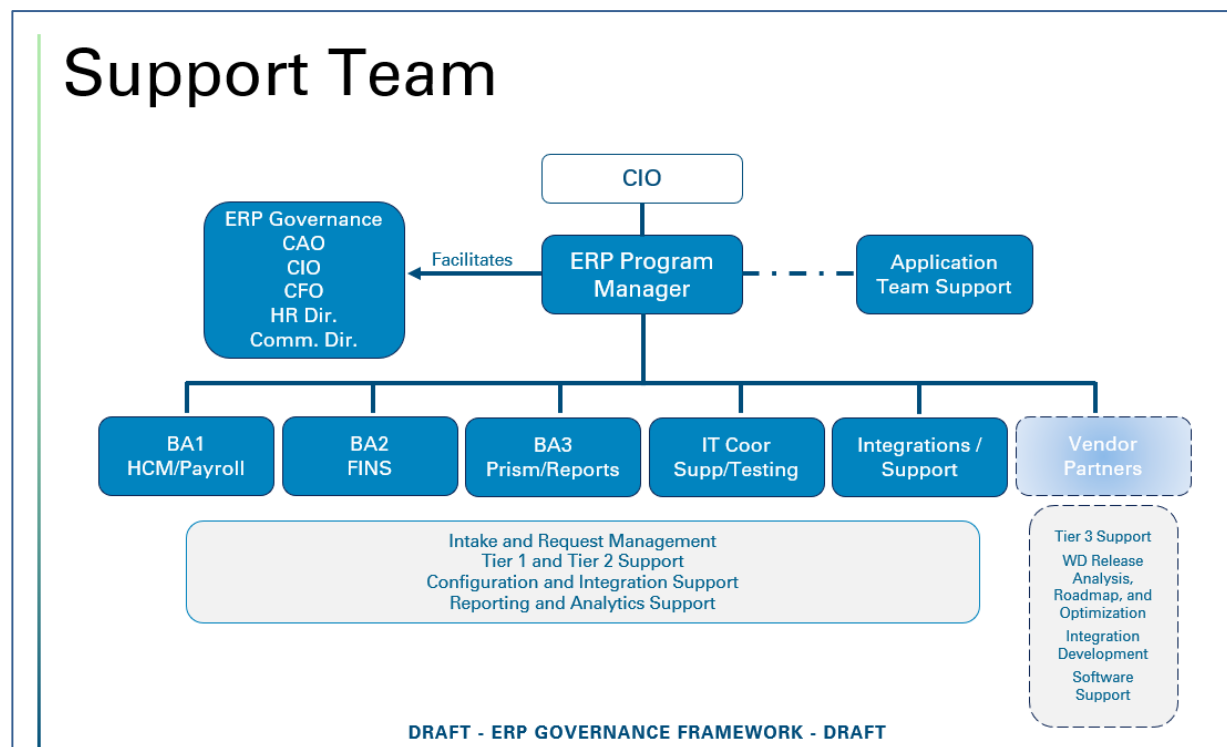 Support Team
CIO
ERP Governance
CAO
CIO
CFO
HR Dir.
Comm. Dir.
Facilitates
ERP Program
Manager
Application
Team Support
BA1
HCM/Payroll
BA2
FINS
BA3
Prism/Reports
IT Coor
Supp/Testing
Integrations /
Support
Vendor
Partners
Intake and Request Management
Tier 1 and Tier 2 Support
Configuration and Integration Support
Reporting and Analytics Support
Tier 3 Support
WD Release
Analysis,
Roadmap, and
Optimization
Integration
Development
Software
Support
DRAFT - ERP GOVERNANCE FRAMEWORK - DRAFT